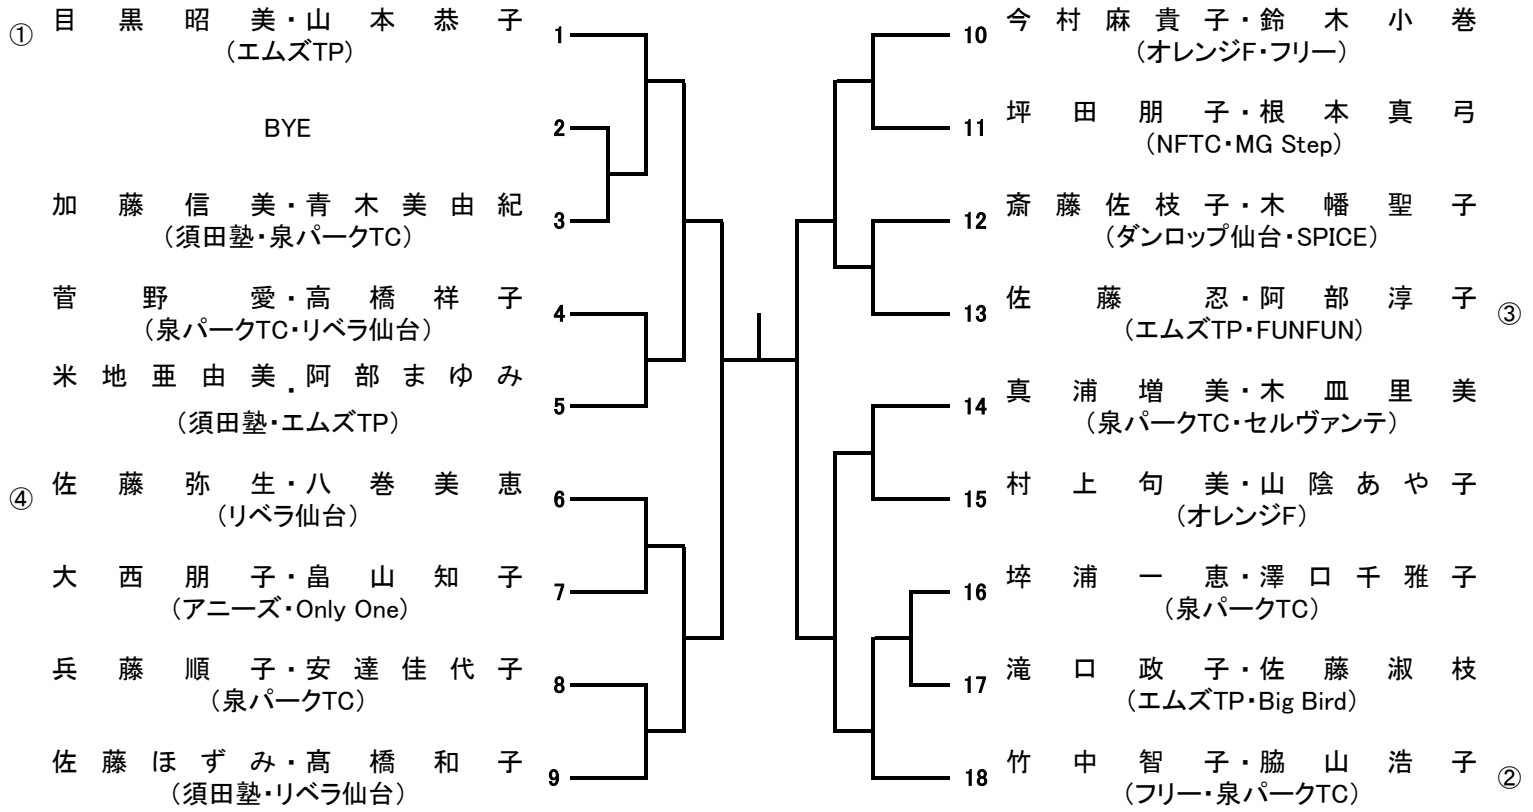 ① 目黒昭美・山本恭子 1
（エムズTP）
BYE 2
加藤信美・青木美由紀 3
（須田塾・泉パークTC）
菅野愛・高橋祥子 4
（泉パークTC・リベラ仙台）
米地亜由美・阿部まゆみ 5
（須田塾・エムズTP）
④ 佐藤弥生・八巻美恵 6
（リベラ仙台）
大西朋子・畠山知子 7
（アニーズ・Only One）
兵藤順子・安達佳代子 8
（泉パークTC）
佐藤ほずみ・髙橋和子 9
（須田塾・リベラ仙台）
10 今村麻貴子・鈴木小巻
（オレンジF・フリー）
11 坪田朋子・根本真弓
（NFTC・MG Step）
12 斎藤佐枝子・木幡聖子
（ダンロップ仙台・SPICE）
13 佐藤忍・阿部淳子 ③
（エムズTP・FUNFUN）
14 真浦増美・木皿里美
（泉パークTC・セルヴァンテ）
15 村上句美・山陰あや子
（オレンジF）
16 埣浦一恵・澤口千雅子
（泉パークTC）
17 滝口政子・佐藤淑枝
（エムズTP・Big Bird）
18 竹中智子・脇山浩子 ②
（フリー・泉パークTC）